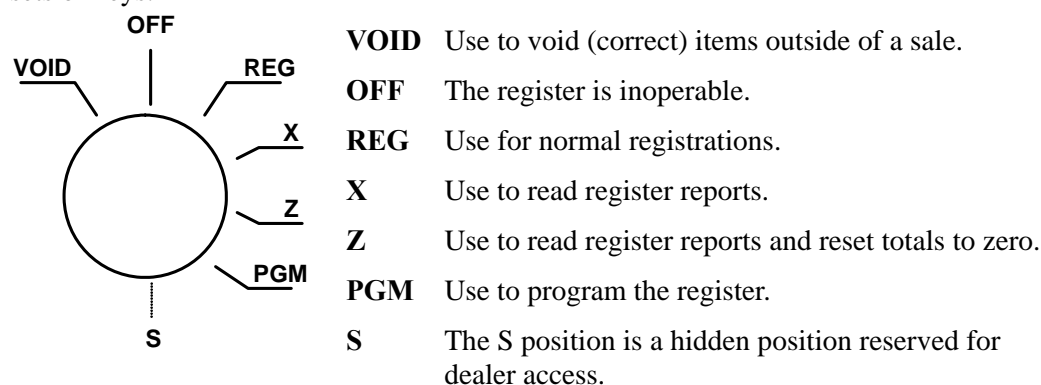 OFF
VOID
REG
X
Z
PGM
S
VOID Use to void (correct) items outside of a sale.
OFF The register is inoperable.
REG Use for normal registrations.
X Use to read register reports.
Z Use to read register reports and reset totals to zero.
PGM Use to program the register.
S The S position is a hidden position reserved for
dealer access.